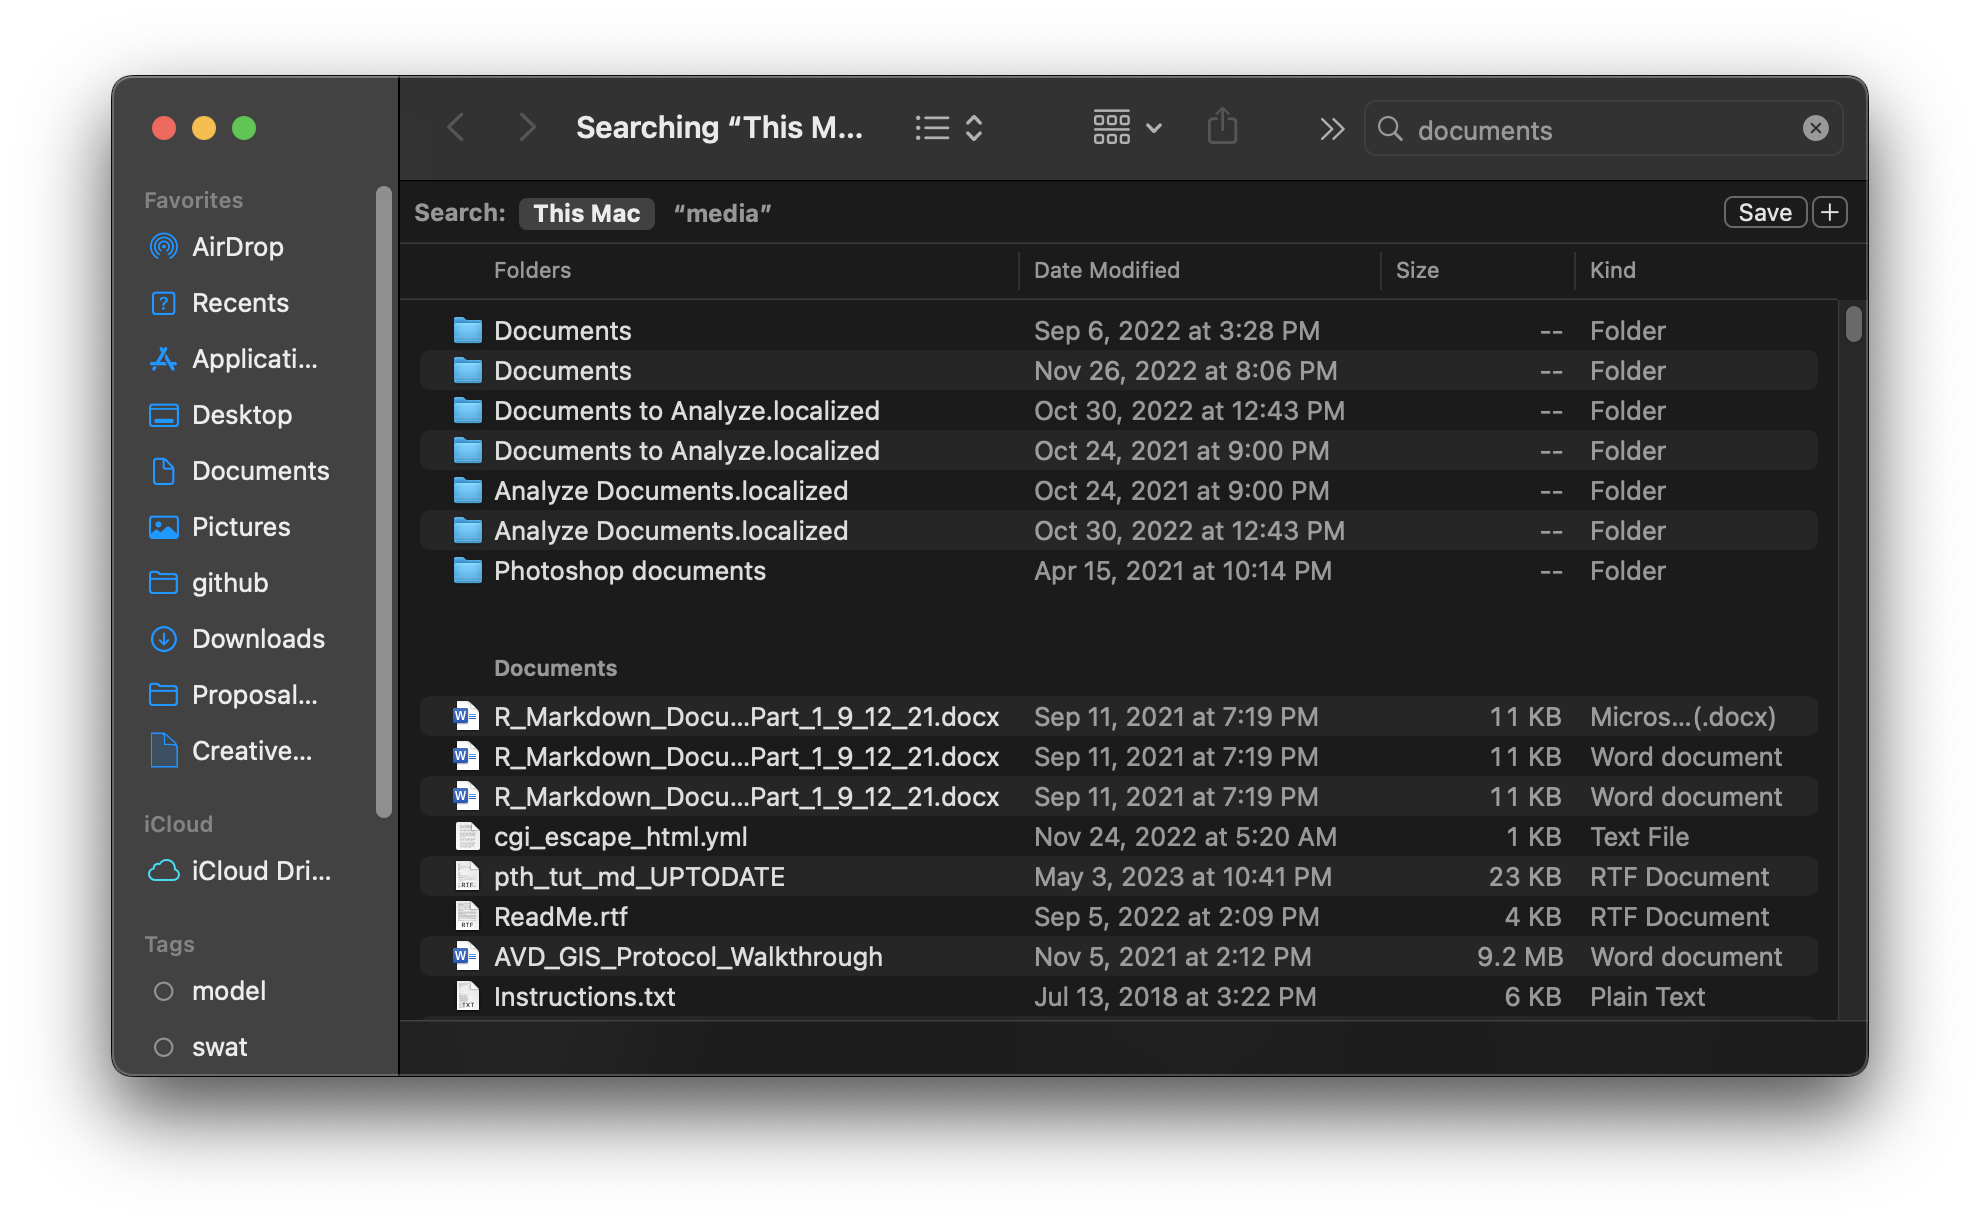 Searching “This M...
documents
Favorites
AirDrop
Recents
Applicati...
Desktop
Documents
Pictures
github
Downloads
Proposal...
Creative...
iCloud
iCloud Dri...
Tags
model
swat
Search: This Mac “media” Save +
Folders Date Modified Size Kind
Documents Sep 6, 2022 at 3:28 PM -- Folder
Documents Nov 26, 2022 at 8:06 PM -- Folder
Documents to Analyze.localized Oct 30, 2022 at 12:43 PM -- Folder
Documents to Analyze.localized Oct 24, 2021 at 9:00 PM -- Folder
Analyze Documents.localized Oct 24, 2021 at 9:00 PM -- Folder
Analyze Documents.localized Oct 30, 2022 at 12:43 PM -- Folder
Photoshop documents Apr 15, 2021 at 10:14 PM -- Folder
Documents
R_Markdown_Docu...Part_1_9_12_21.docx Sep 11, 2021 at 7:19 PM 11 KB Micros...(.docx)
R_Markdown_Docu...Part_1_9_12_21.docx Sep 11, 2021 at 7:19 PM 11 KB Word document
R_Markdown_Docu...Part_1_9_12_21.docx Sep 11, 2021 at 7:19 PM 11 KB Word document
cgi_escape_html.yml Nov 24, 2022 at 5:20 AM 1 KB Text File
pth_tut_md_UPTODATE May 3, 2023 at 10:41 PM 23 KB RTF Document
ReadMe.rtf Sep 5, 2022 at 2:09 PM 4 KB RTF Document
AVD_GIS_Protocol_Walkthrough Nov 5, 2021 at 2:12 PM 9.2 MB Word document
Instructions.txt Jul 13, 2018 at 3:22 PM 6 KB Plain Text